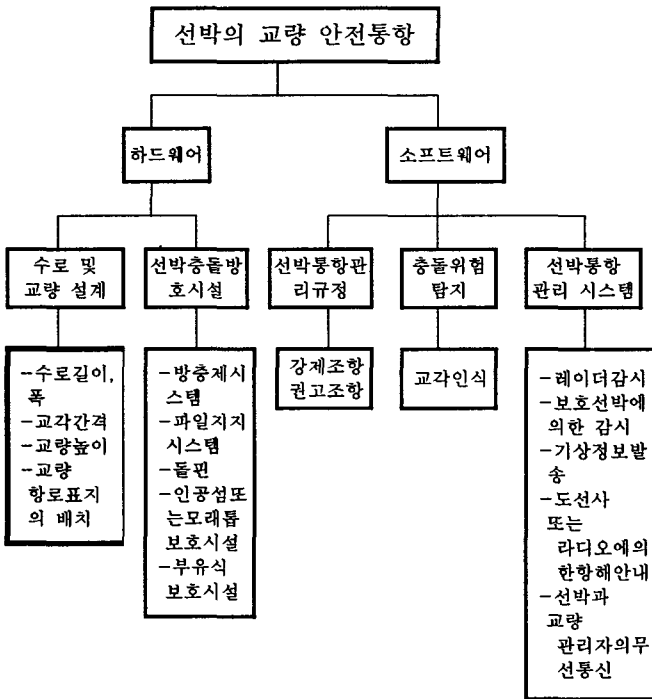 선박의 교량 안전통항
하드웨어
소프트웨어
수로 및
교량 설계
선박충돌방
호시설
선박통항관
리규정
충돌위험
탐지
선박통항
관리 시스템
-수로길이,
폭
-교각간격
-교량높이
-교량
항로표지
의 배치
-방충제시
스템
-파일지지
시스템
-돌핀
-인공섬또
는모래톱
보호시설
-부유식
보호시설
강제조항
권고조항
교각인식
-레이더감시
-보호선박에
의한 감시
-기상정보발
송
-도선사
또는
라디오에의
한항해안내
-선박과
교량
관리자의무
선통신